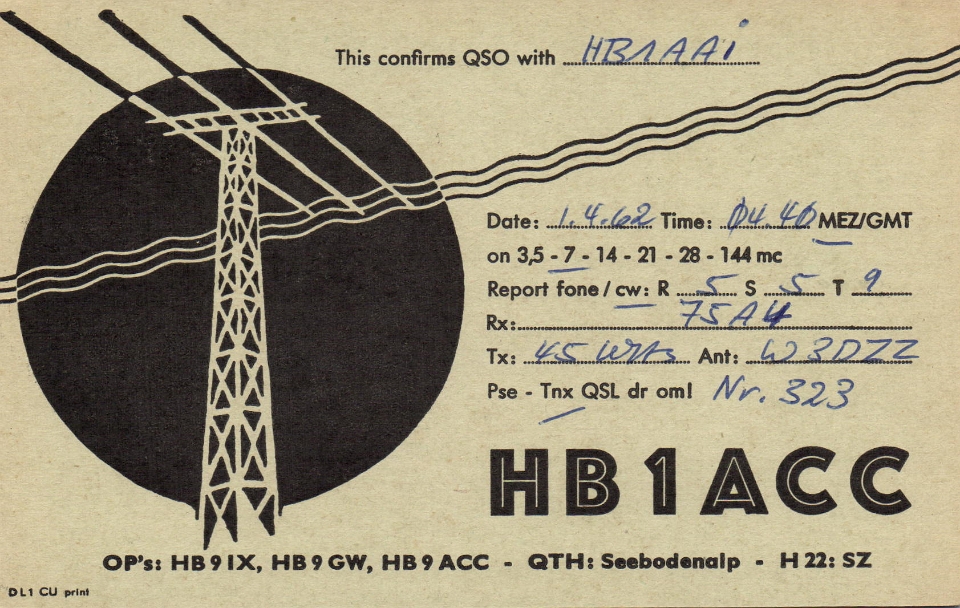 This confirms QSO with HB1AAi
Date: 1.4.62 Time: 04.40 MEZ/GMT
on 3,5 - 7 - 14 - 21 - 28 - 144 mc
Report fone / cw: R 5 S 5 T 9
Rx: 75A4
Tx: 45 Wtts Ant: W3DZZ
Pse - Tnx QSL dr om! Nr. 323
HB1ACC
OP's: HB9IX, HB9GW, HB9ACC - QTH: Seebodenalp - H22: SZ
DL1 CU print